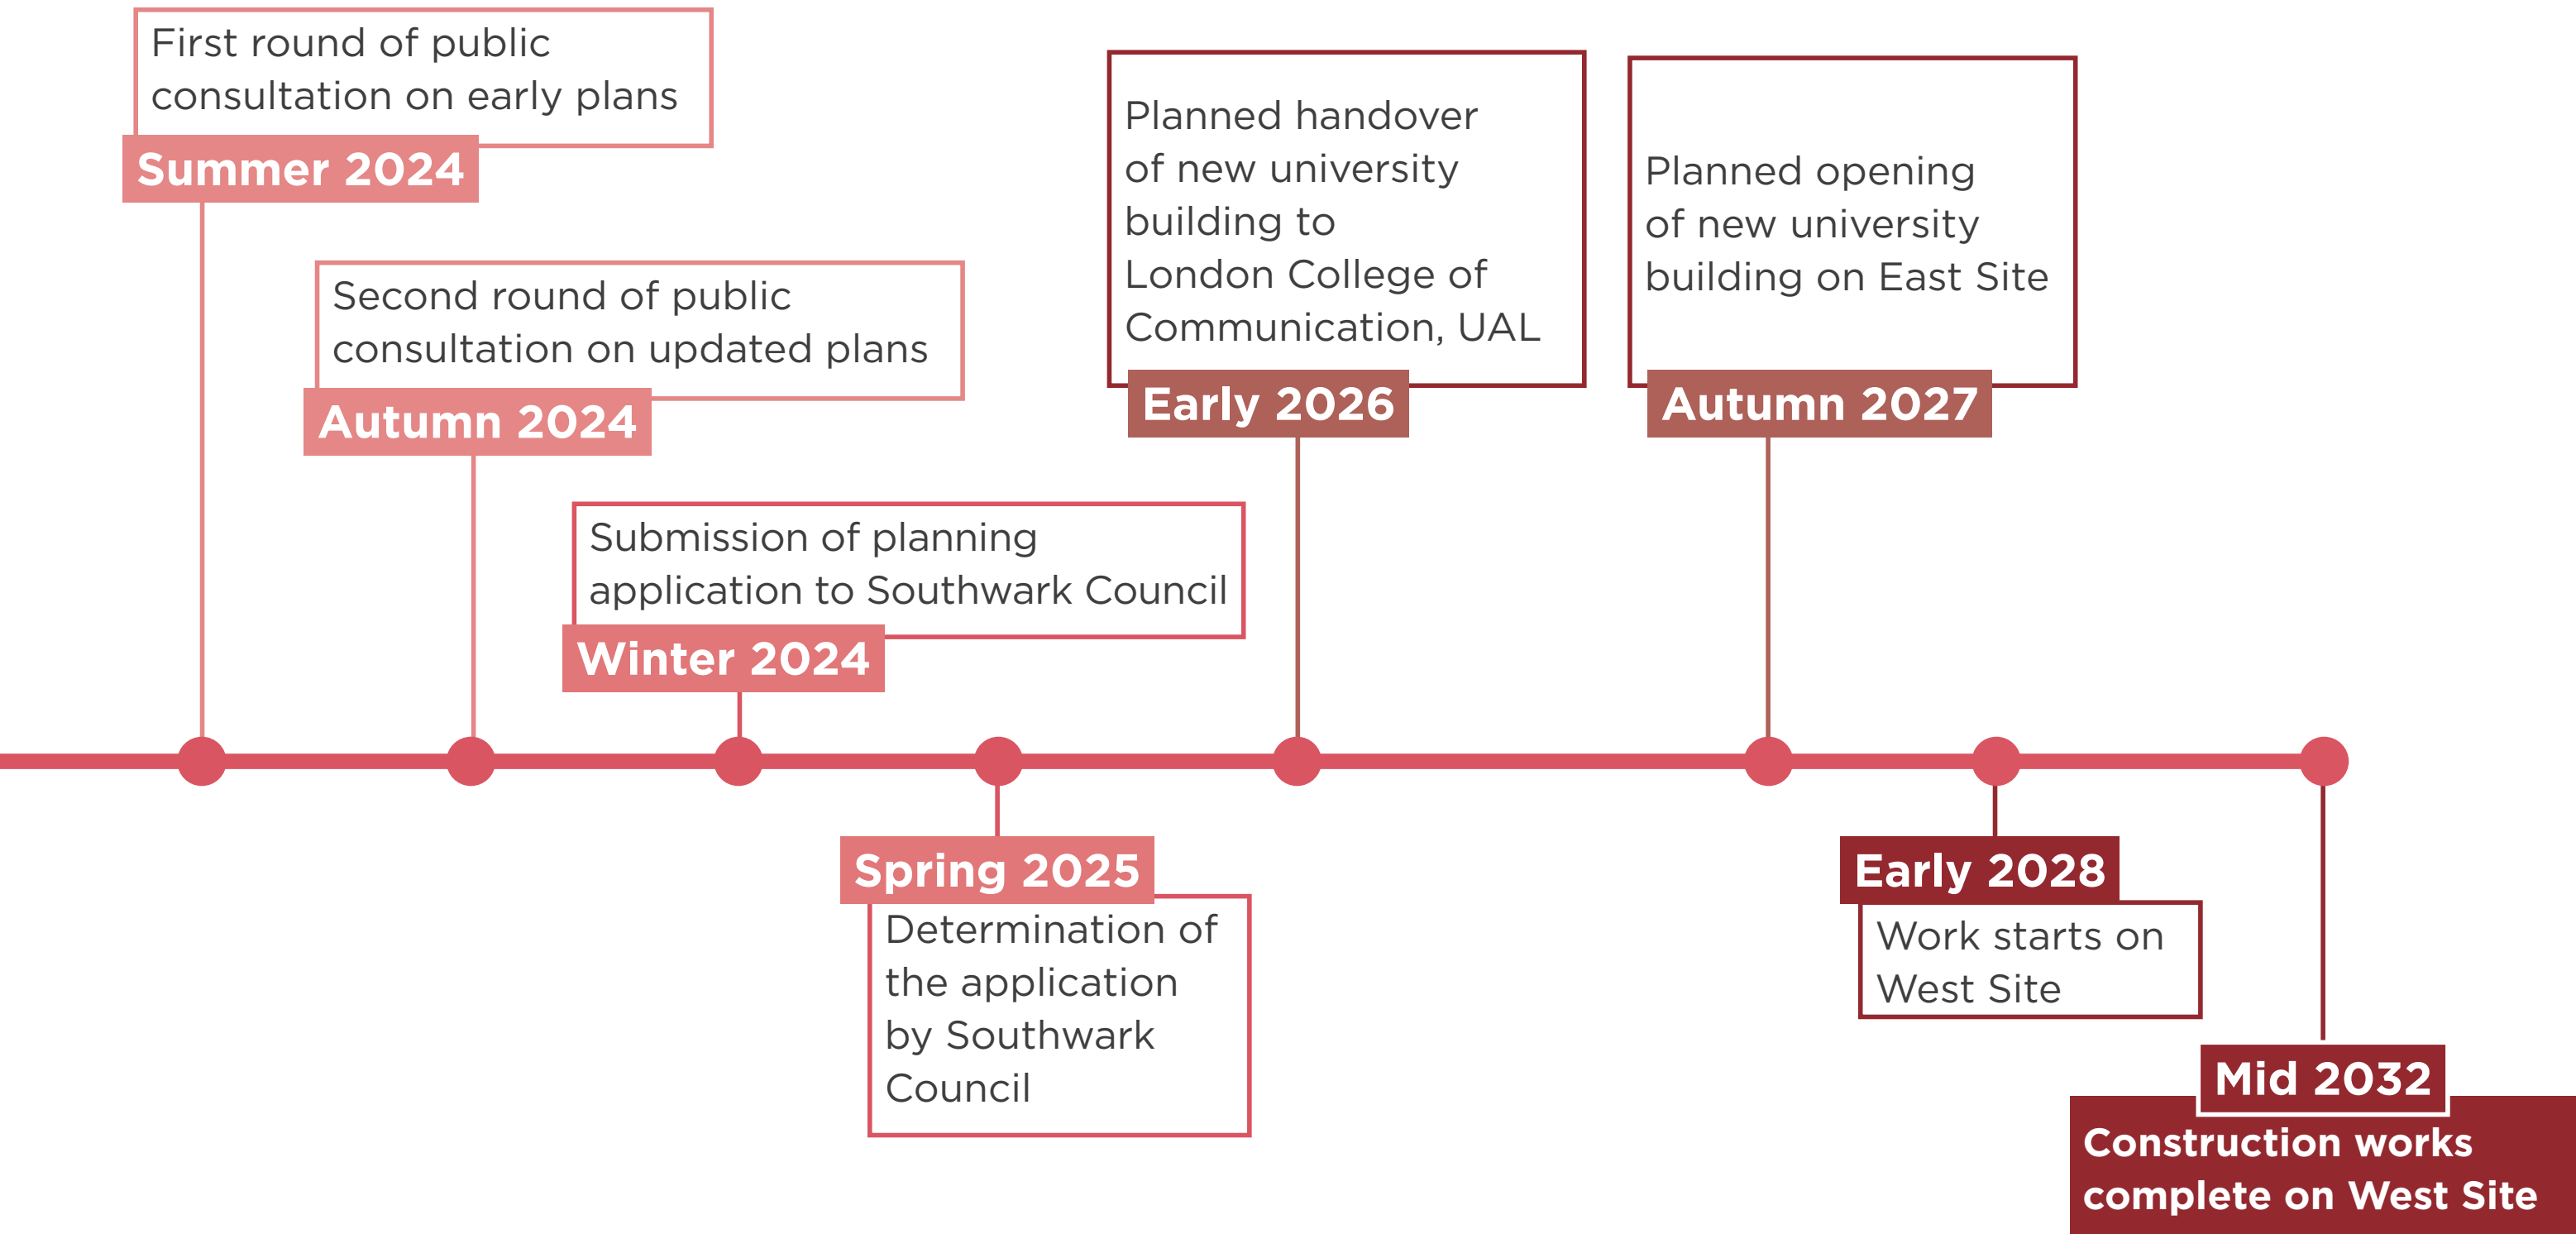 First round of public
consultation on early plans
Summer 2024
Second round of public
consultation on updated plans
Autumn 2024
Submission of planning
application to Southwark Council
Winter 2024
Spring 2025
Determination of
the application
by Southwark
Council
Planned handover
of new university
building to
London College of
Communication, UAL
Early 2026
Planned opening
of new university
building on East Site
Autumn 2027
Early 2028
Work starts on
West Site
Mid 2032
Construction works
complete on West Site